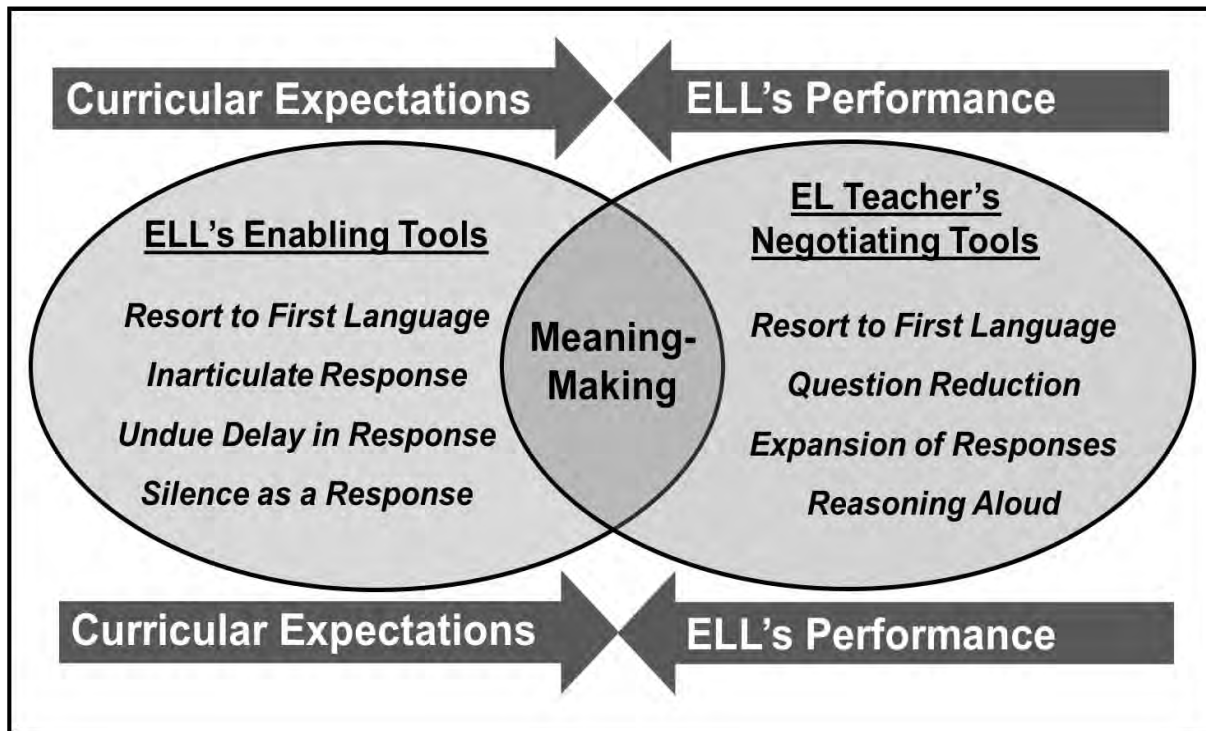 Curricular Expectations
ELL's Performance
ELL's Enabling Tools
Resort to First Language
Inarticulate Response
Undue Delay in Response
Silence as a Response
Meaning-
Making
EL Teacher's
Negotiating Tools
Resort to First Language
Question Reduction
Expansion of Responses
Reasoning Aloud
Curricular Expectations
ELL's Performance